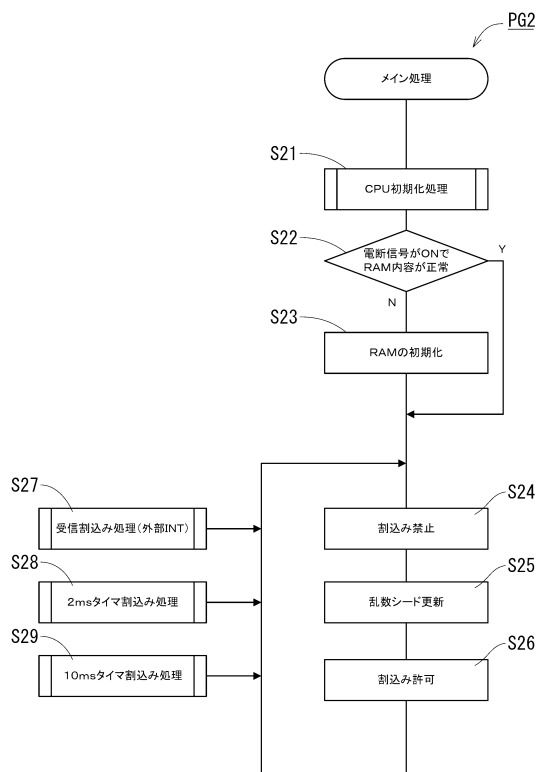 PG2
メイン処理
S21
CPU初期化処理
S22
電断信号がONで
RAM内容が正常
Y
N
S23
RAMの初期化
S27
受信割込み処理(外部INT)
S24
割込み禁止
S28
2msタイマ割込み処理
S25
乱数シード更新
S29
10msタイマ割込み処理
S26
割込み許可